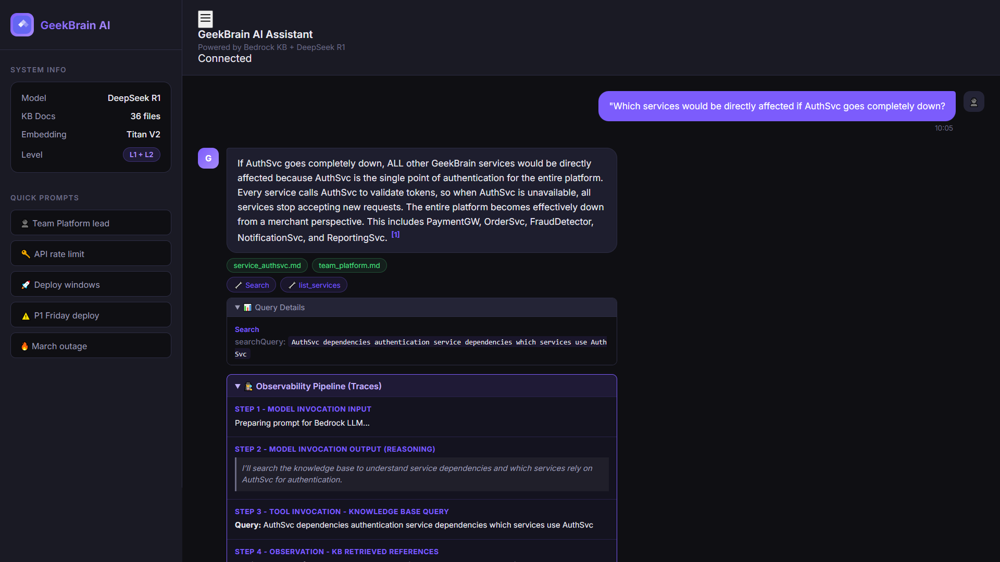 GeekBrain AI
SYSTEM INFO
Model DeepSeek R1
KB Docs 36 files
Embedding Titan V2
Level L1 + L2
QUICK PROMPTS
Team Platform lead
API rate limit
Deploy windows
P1 Friday deploy
March outage
GeekBrain AI Assistant
Powered by Bedrock KB + DeepSeek R1
Connected
"Which services would be directly affected if AuthSvc goes completely down?
10:05
G
If AuthSvc goes completely down, ALL other GeekBrain services would be directly
affected because AuthSvc is the single point of authentication for the entire platform.
Every service calls AuthSvc to validate tokens, so when AuthSvc is unavailable, all
services stop accepting new requests. The entire platform becomes effectively down
from a merchant perspective. This includes PaymentGW, OrderSvc, FraudDetector,
NotificationSvc, and ReportingSvc. [1]
service_authsvc.md team_platform.md
Search list_services
▼ Query Details
Search
searchQuery: AuthSvc dependencies authentication service dependencies which services use Auth
Svc
▼ Observability Pipeline (Traces)
STEP 1 - MODEL INVOCATION INPUT
Preparing prompt for Bedrock LLM...
STEP 2 - MODEL INVOCATION OUTPUT (REASONING)
I'll search the knowledge base to understand service dependencies and which services rely on
AuthSvc for authentication.
STEP 3 - TOOL INVOCATION - KNOWLEDGE BASE QUERY
Query: AuthSvc dependencies authentication service dependencies which services use AuthSvc
STEP 4 - OBSERVATION - KB RETRIEVED REFERENCES